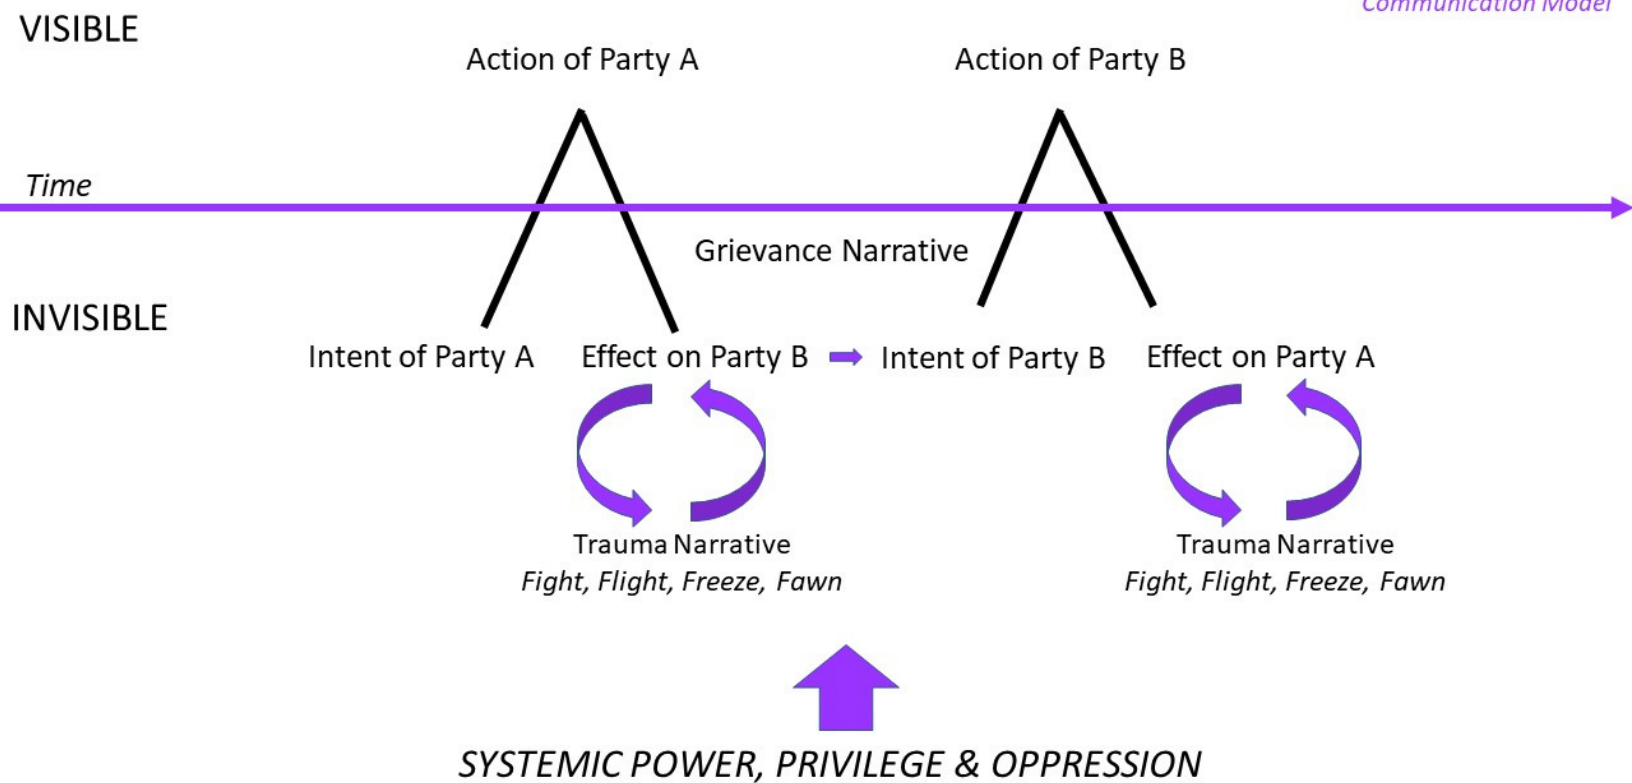 Communication Model
VISIBLE
Action of Party A
Action of Party B
Time
Grievance Narrative
INVISIBLE
Intent of Party A
Effect on Party B
Intent of Party B
Effect on Party A
Trauma Narrative
Fight, Flight, Freeze, Fawn
Trauma Narrative
Fight, Flight, Freeze, Fawn
SYSTEMIC POWER, PRIVILEGE & OPPRESSION